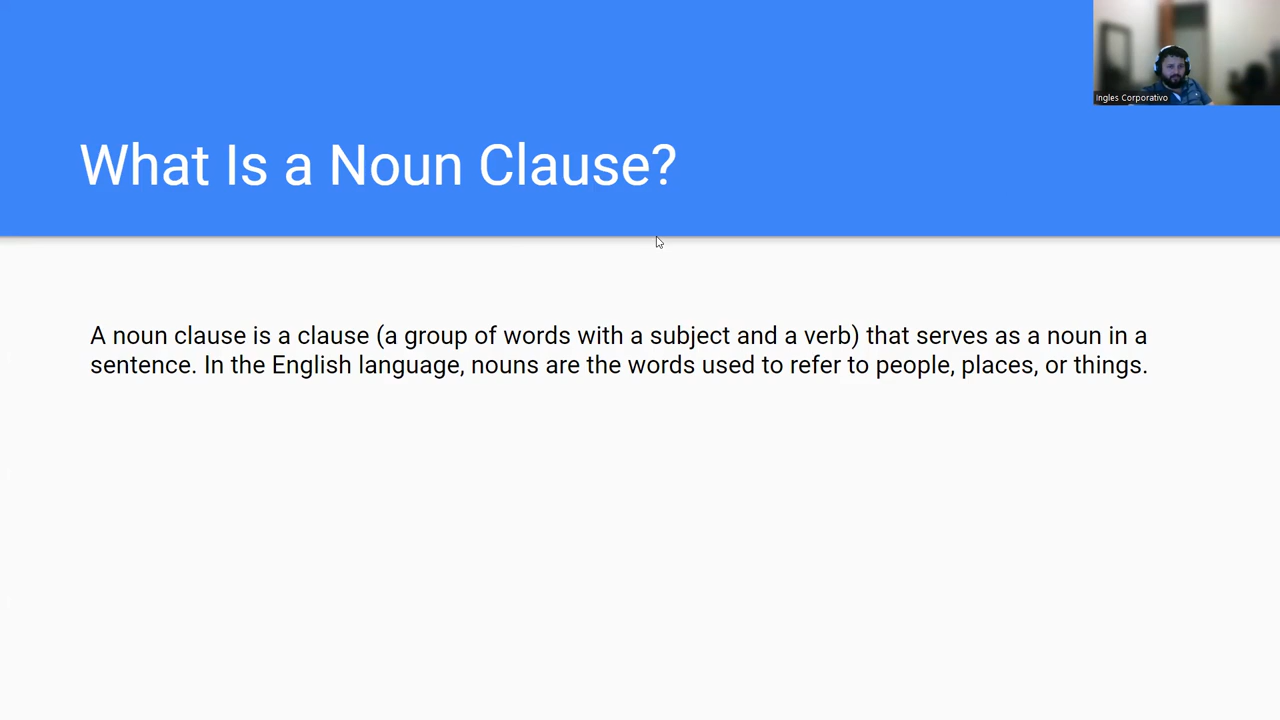 Ingles Corporativo
What Is a Noun Clause?
A noun clause is a clause (a group of words with a subject and a verb) that serves as a noun in a
sentence. In the English language, nouns are the words used to refer to people, places, or things.